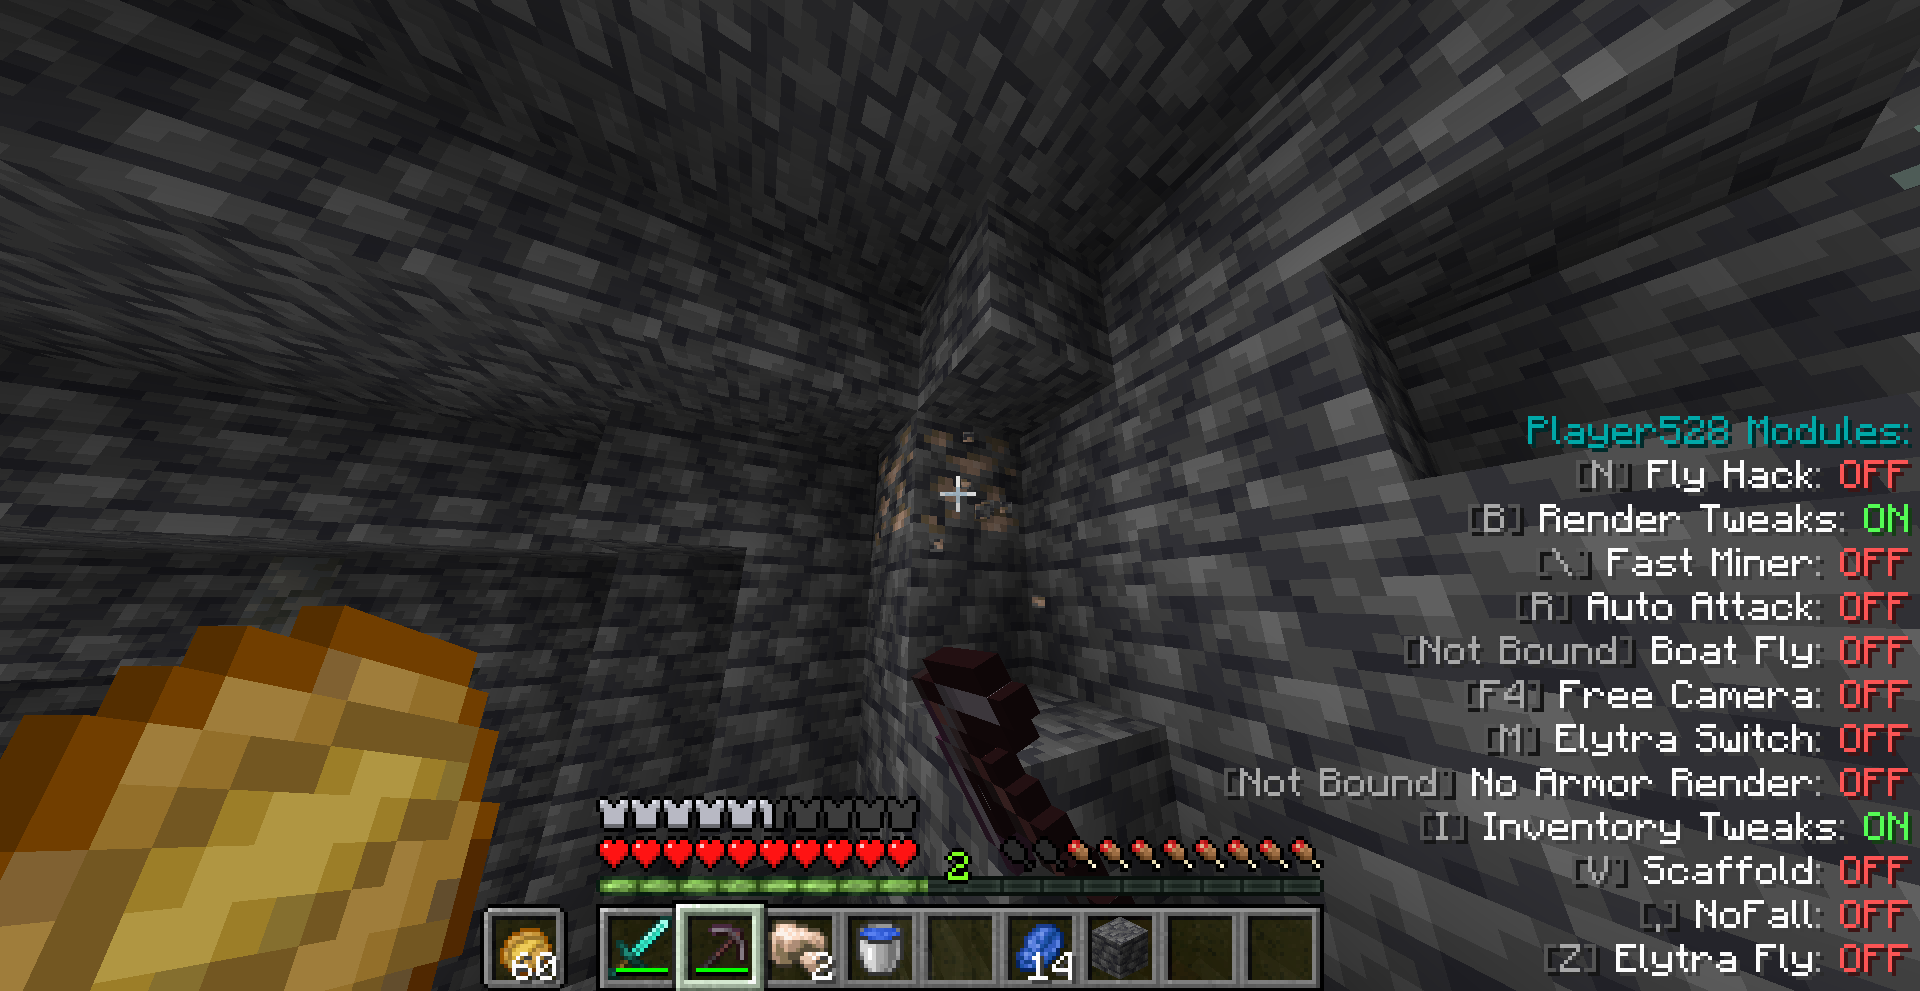 Player528 Modules:
[N] Fly Hack: OFF
[B] Render Tweaks: ON
[\] Fast Miner: OFF
[R] Auto Attack: OFF
[Not Bound] Boat Fly: OFF
[F4] Free Camera: OFF
[M] Elytra Switch: OFF
[Not Bound] No Armor Render: OFF
[I] Inventory Tweaks: ON
[V] Scaffold: OFF
[,] NoFall: OFF
[Z] Elytra Fly: OFF
2
60
2
14